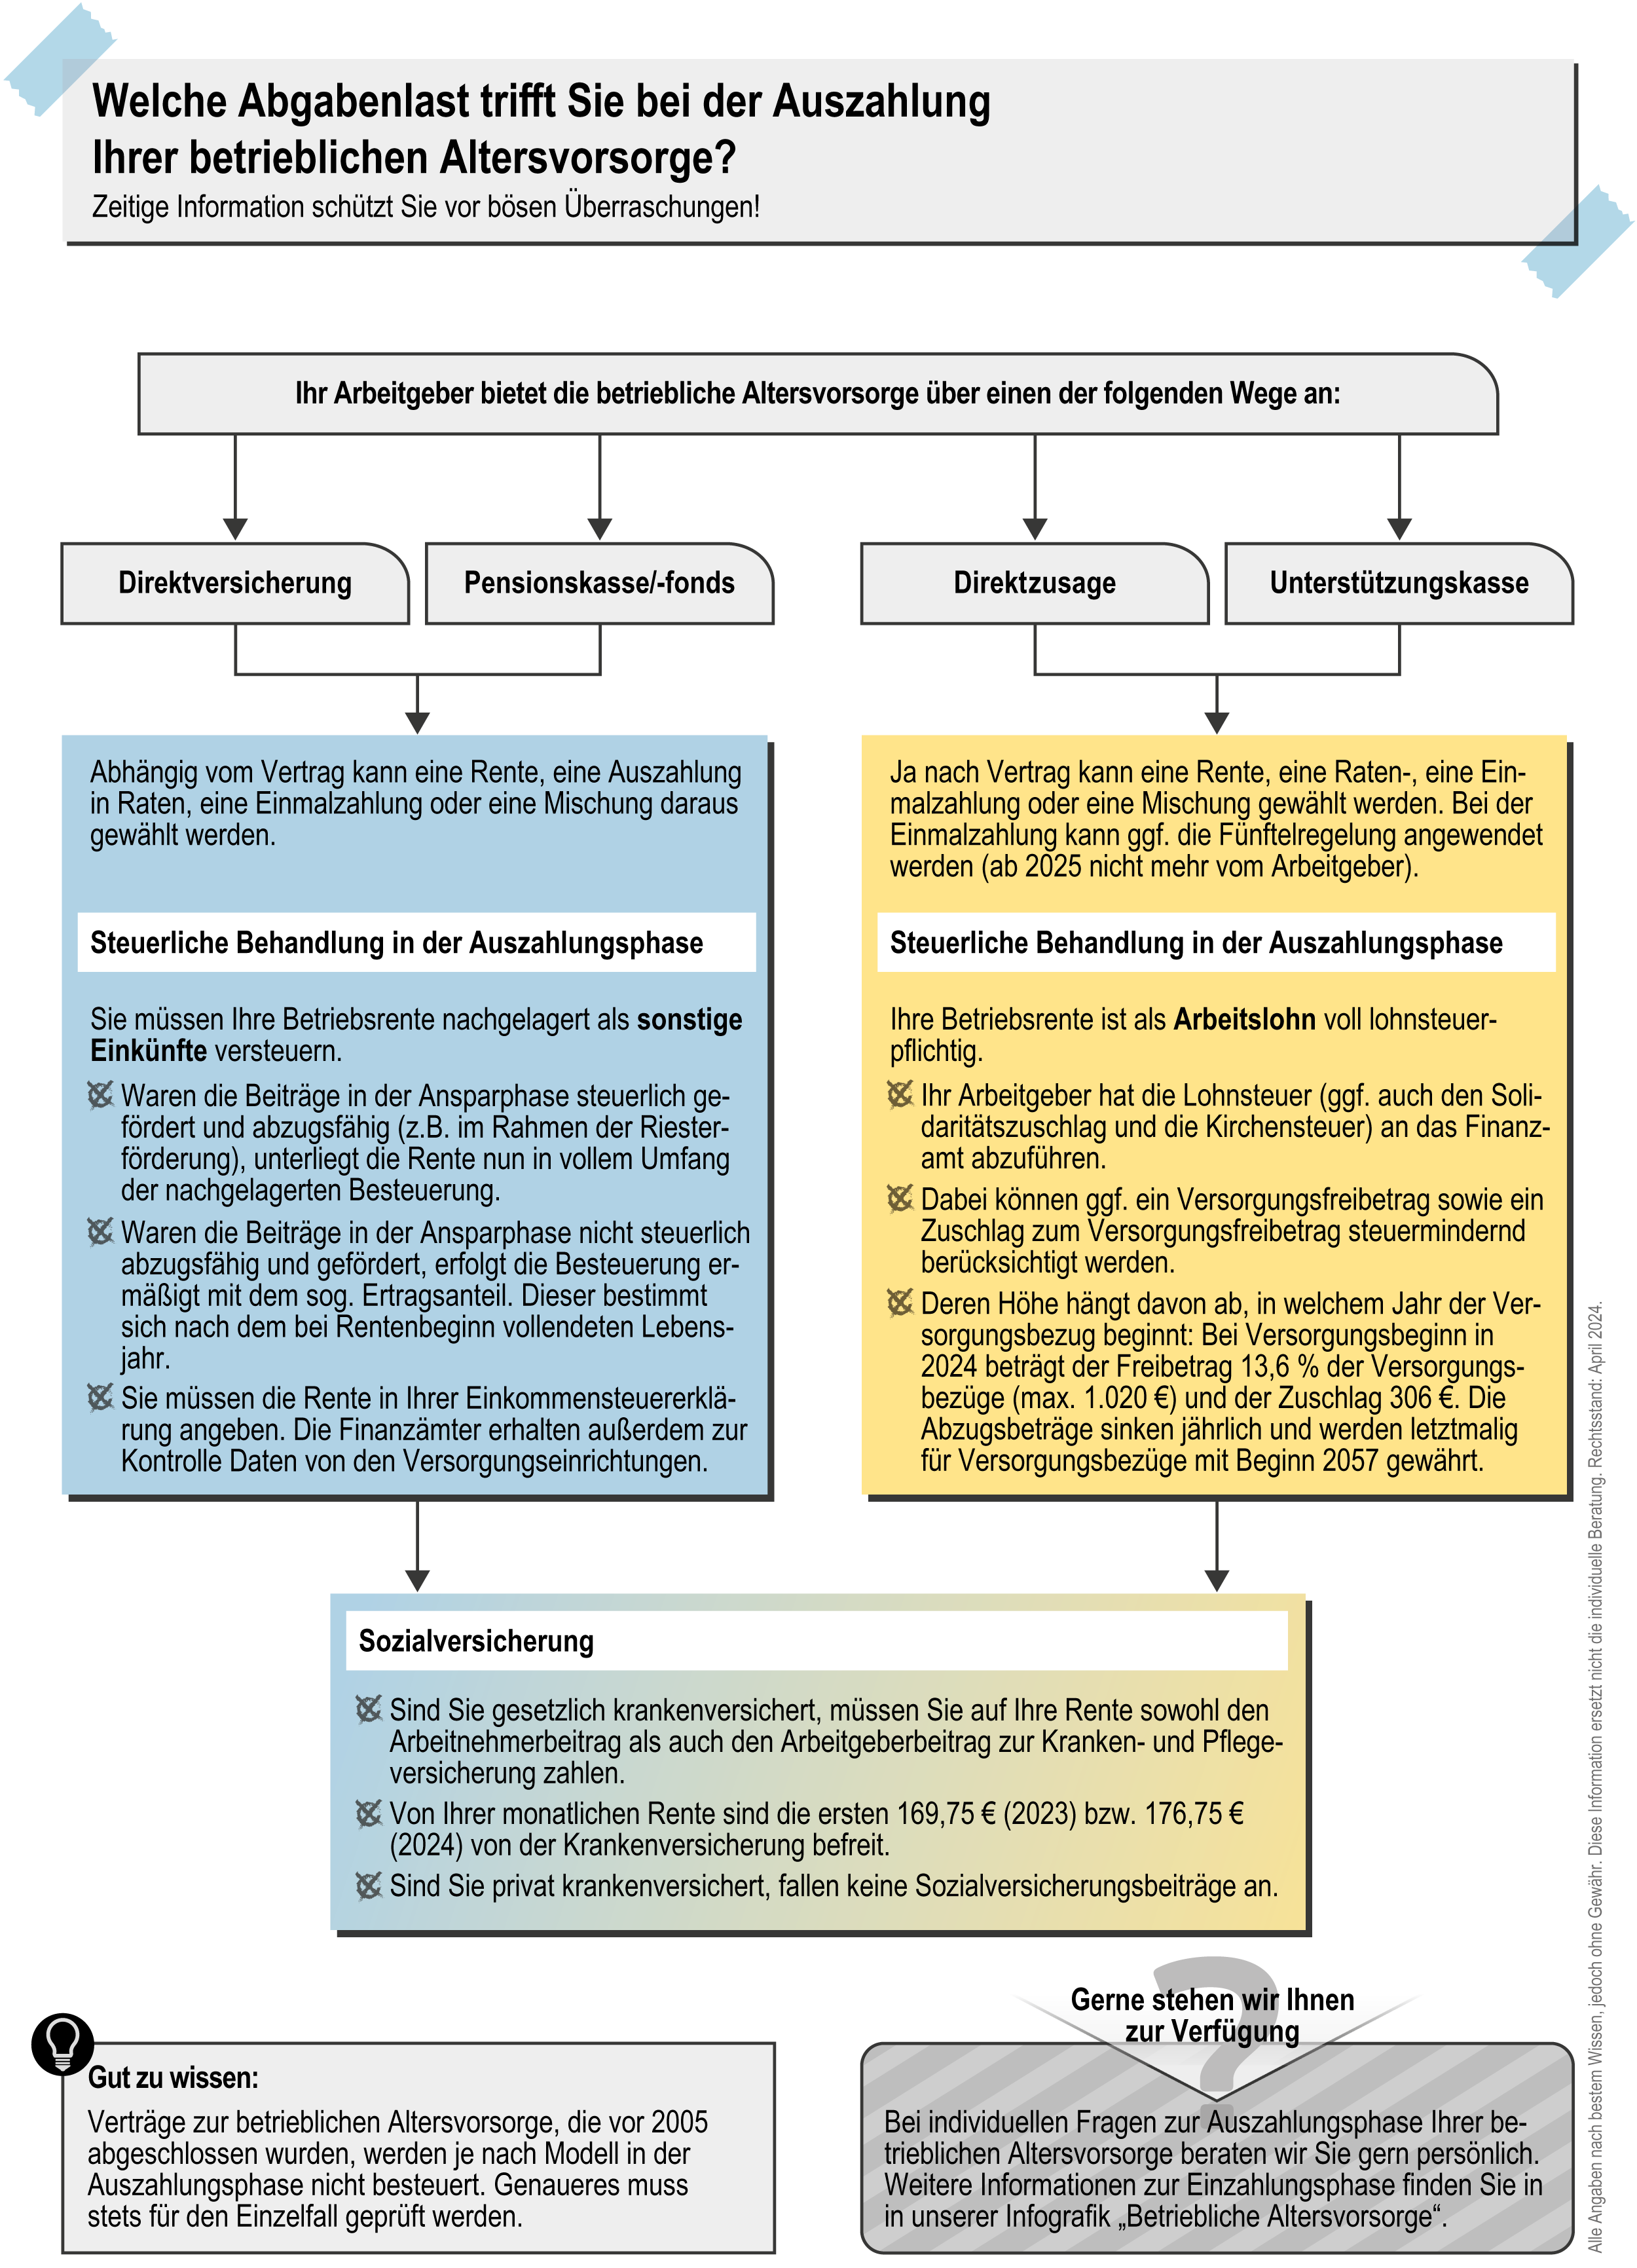 Welche Abgabenlast trifft Sie bei der Auszahlung
Ihrer betrieblichen Altersvorsorge?
Zeitige Information schützt Sie vor bösen Überraschungen!
Ihr Arbeitgeber bietet die betriebliche Altersvorsorge über einen der folgenden Wege an:
Direktversicherung
Pensionskasse/-fonds
Direktzusage
Unterstützungskasse
Abhängig vom Vertrag kann eine Rente, eine Auszahlung
in Raten, eine Einmalzahlung oder eine Mischung daraus
gewählt werden.
Steuerliche Behandlung in der Auszahlungsphase
Sie müssen Ihre Betriebsrente nachgelagert als sonstige
Einkünfte versteuern.
Waren die Beiträge in der Ansparphase steuerlich ge-
fördert und abzugsfähig (z.B. im Rahmen der Riester-
förderung), unterliegt die Rente nun in vollem Umfang
der nachgelagerten Besteuerung.
Waren die Beiträge in der Ansparphase nicht steuerlich
abzugsfähig und gefördert, erfolgt die Besteuerung er-
mäßigt mit dem sog. Ertragsanteil. Dieser bestimmt
sich nach dem bei Rentenbeginn vollendeten Lebens-
jahr.
Sie müssen die Rente in Ihrer Einkommensteuererklä-
rung angeben. Die Finanzämter erhalten außerdem zur
Kontrolle Daten von den Versorgungseinrichtungen.
Ja nach Vertrag kann eine Rente, eine Raten-, eine Ein-
malzahlung oder eine Mischung gewählt werden. Bei der
Einmalzahlung kann ggf. die Fünftelregelung angewendet
werden (ab 2025 nicht mehr vom Arbeitgeber).
Steuerliche Behandlung in der Auszahlungsphase
Ihre Betriebsrente ist als Arbeitslohn voll lohnsteuer-
pflichtig.
Ihr Arbeitgeber hat die Lohnsteuer (ggf. auch den Soli-
daritätszuschlag und die Kirchensteuer) an das Finanz-
amt abzuführen.
Dabei können ggf. ein Versorgungsfreibetrag sowie ein
Zuschlag zum Versorgungsfreibetrag steuermindernd
berücksichtigt werden.
Deren Höhe hängt davon ab, in welchem Jahr der Ver-
sorgungsbezug beginnt: Bei Versorgungsbeginn in
2024 beträgt der Freibetrag 13,6 % der Versorgungs-
bezüge (max. 1.020 €) und der Zuschlag 306 €. Die
Abzugsbeträge sinken jährlich und werden letztmalig
für Versorgungsbezüge mit Beginn 2057 gewährt.
Sozialversicherung
Sind Sie gesetzlich krankenversichert, müssen Sie auf Ihre Rente sowohl den
Arbeitnehmerbeitrag als auch den Arbeitgeberbeitrag zur Kranken- und Pflege-
versicherung zahlen.
Von Ihrer monatlichen Rente sind die ersten 169,75 € (2023) bzw. 176,75 €
(2024) von der Krankenversicherung befreit.
Sind Sie privat krankenversichert, fallen keine Sozialversicherungsbeiträge an.
Gut zu wissen:
Verträge zur betrieblichen Altersvorsorge, die vor 2005
abgeschlossen wurden, werden je nach Modell in der
Auszahlungsphase nicht besteuert. Genaueres muss
stets für den Einzelfall geprüft werden.
?
Gerne stehen wir Ihnen
zur Verfügung
Bei individuellen Fragen zur Auszahlungsphase Ihrer be-
trieblichen Altersvorsorge beraten wir Sie gern persönlich.
Weitere Informationen zur Einzahlungsphase finden Sie in
in unserer Infografik „Betriebliche Altersvorsorge“.
Alle Angaben nach bestem Wissen, jedoch ohne Gewähr. Diese Information ersetzt nicht die individuelle Beratung. Rechtsstand: April 2024.